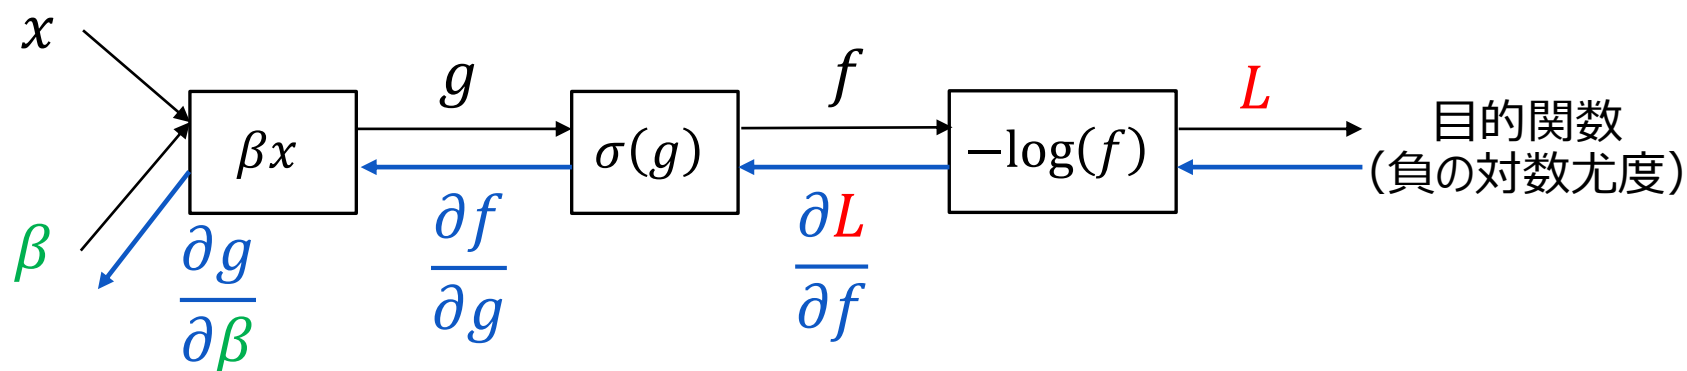 x
g
f
L
目的関数
(負の対数尤度)
βx
σ(g)
−log(f)
β
∂g
∂β
∂f
∂g
∂L
∂f